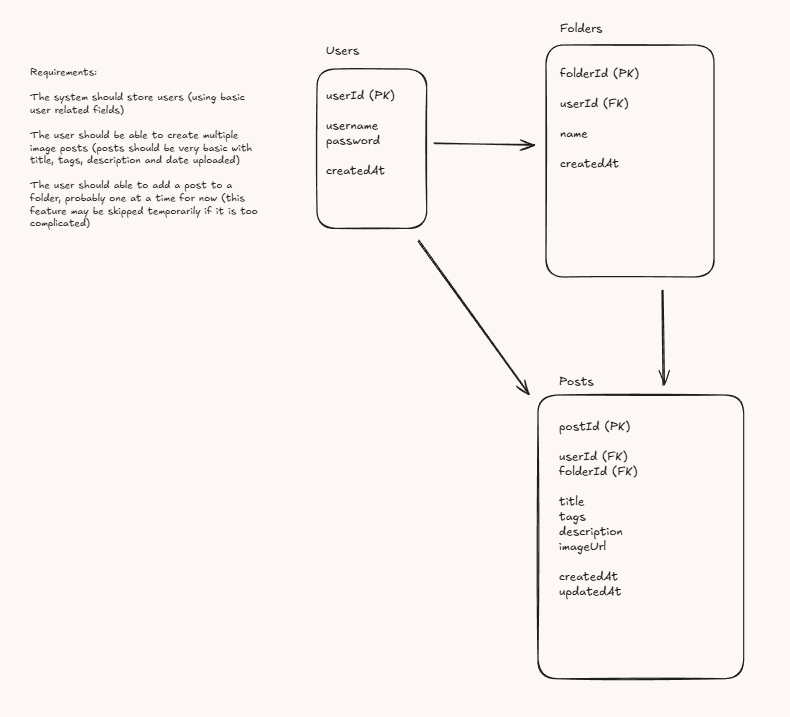 Requirements:
The system should store users (using basic
user related fields)
The user should be able to create multiple
image posts (posts should be very basic with
title, tags, description and date uploaded)
The user should able to add a post to a
folder, probably one at a time for now (this
feature may be skipped temporarily if it is too
complicated)
Users
userId (PK)
username
password
createdAt
Folders
folderId (PK)
userId (FK)
name
createdAt
Posts
postId (PK)
userId (FK)
folderId (FK)
title
tags
description
imageUrl
createdAt
updatedAt